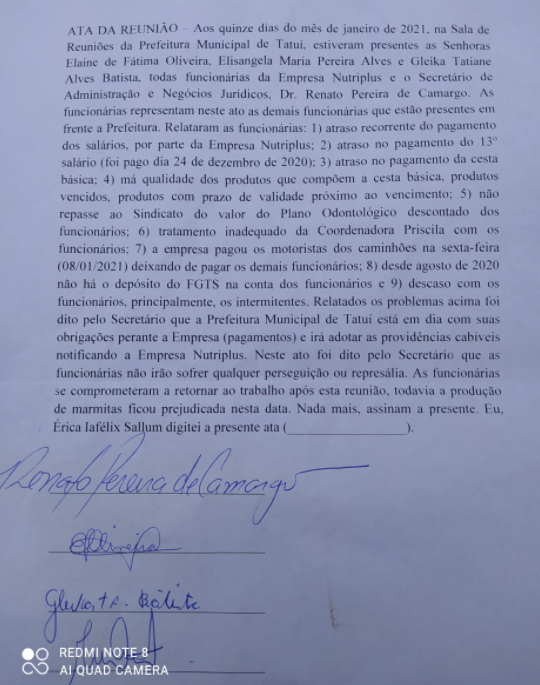 ATA DA REUNIÃO – Aos quinze dias do mês de janeiro de 2021, na Sala de
Reuniões da Prefeitura Municipal de Tatuí, estiveram presentes as Senhoras
Elaine de Fátima Oliveira, Elisangela Maria Pereira Alves e Gleika Tatiane
Alves Batista, todas funcionárias da Empresa Nutriplus e o Secretário de
Administração e Negócios Jurídicos, Dr. Renato Pereira de Camargo. As
funcionárias representam neste ato as demais funcionárias que estão presentes em
frente a Prefeitura. Relataram as funcionárias: 1) atraso recorrente do pagamento
dos salários, por parte da Empresa Nutriplus; 2) atraso no pagamento do 13°
salário (foi pago dia 24 de dezembro de 2020); 3) atraso no pagamento da cesta
básica; 4) má qualidade dos produtos que compõem a cesta básica, produtos
vencidos, produtos com prazo de validade próximo ao vencimento; 5) não
repasse ao Sindicato do valor do Plano Odontológico descontado dos
funcionários; 6) tratamento inadequado da Coordenadora Priscila com os
funcionários; 7) a empresa pagou os motoristas dos caminhões na sexta-feira
(08/01/2021) deixando de pagar os demais funcionários; 8) desde agosto de 2020
não há o depósito do FGTS na conta dos funcionários e 9) descaso com os
funcionários, principalmente, os intermitentes. Relatados os problemas acima foi
dito pelo Secretário que a Prefeitura Municipal de Tatuí está em dia com suas
obrigações perante a Empresa (pagamentos) e irá adotar as providências cabíveis
notificando a Empresa Nutriplus. Neste ato foi dito pelo Secretário que as
funcionárias não irão sofrer qualquer perseguição ou represália. As funcionárias
se comprometeram a retornar ao trabalho após esta reunião, todavia a produção
de marmitas ficou prejudicada nesta data. Nada mais, assinam a presente. Eu,
Érica Iafélix Sallum digitei a presente ata (____________________).
Renato Pereira de Camargo
Oliveira
Batista
REDMI NOTE 8
AI QUAD CAMERA